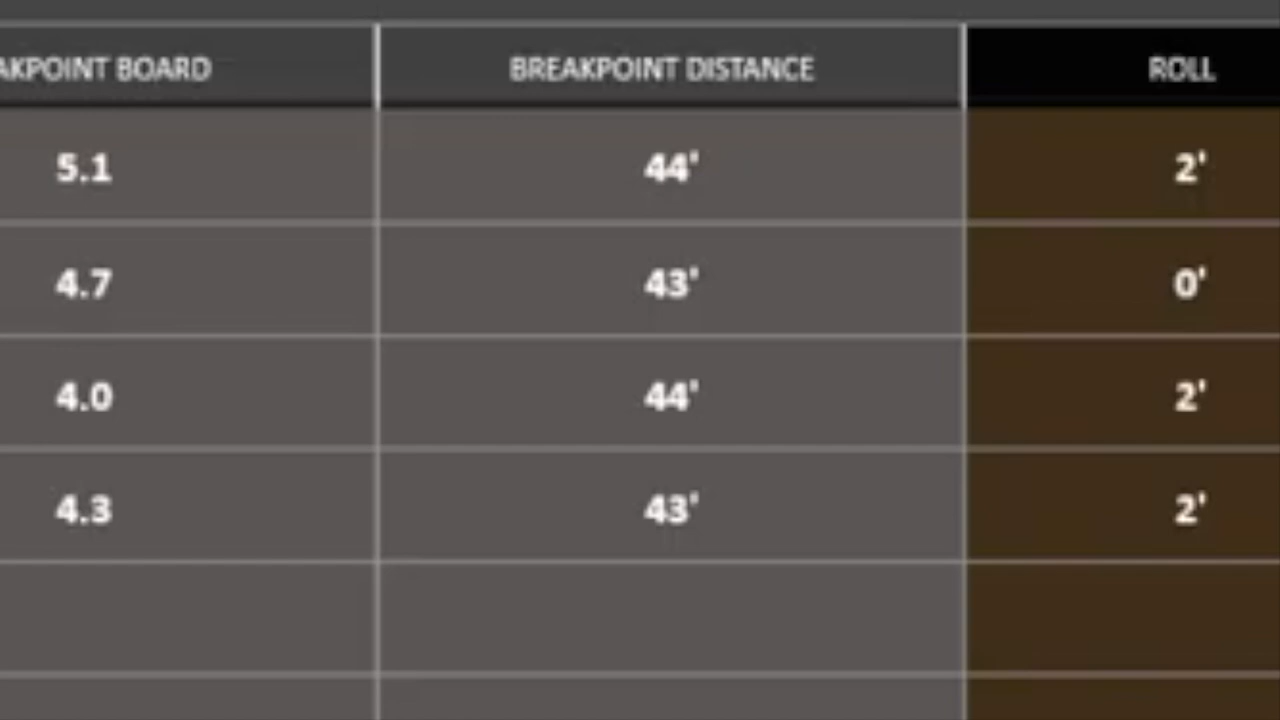 AKPOINT BOARD BREAKPOINT DISTANCE ROLL
5.1 44' 2'
4.7 43' 0'
4.0 44' 2'
4.3 43' 2'